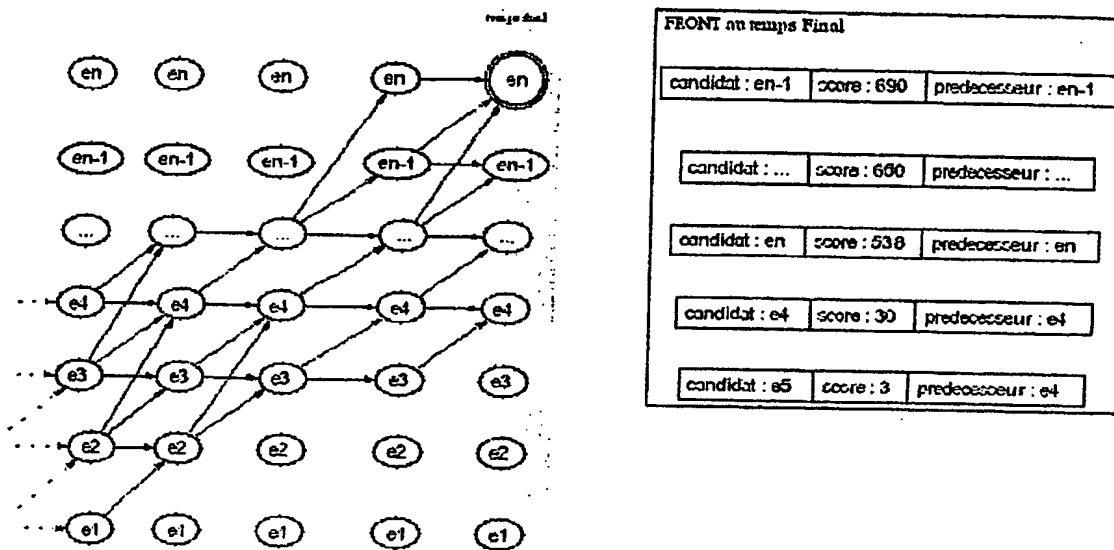 temps final
en en en en en
en-1 en-1 en-1 en-1 en-1
... ... ... ... ...
e4 e4 e4 e4 e4
e3 e3 e3 e3 e3
e2 e2 e2 e2 e2
e1 e1 e1 e1 e1
FRONT au temps Final
candidat : en-1 score : 690 predecesseur : en-1
candidat : ... score : 660 predecesseur : ...
candidat : en score : 538 predecesseur : en
candidat : e4 score : 30 predecesseur : e4
candidat : e5 score : 3 predecesseur : e4